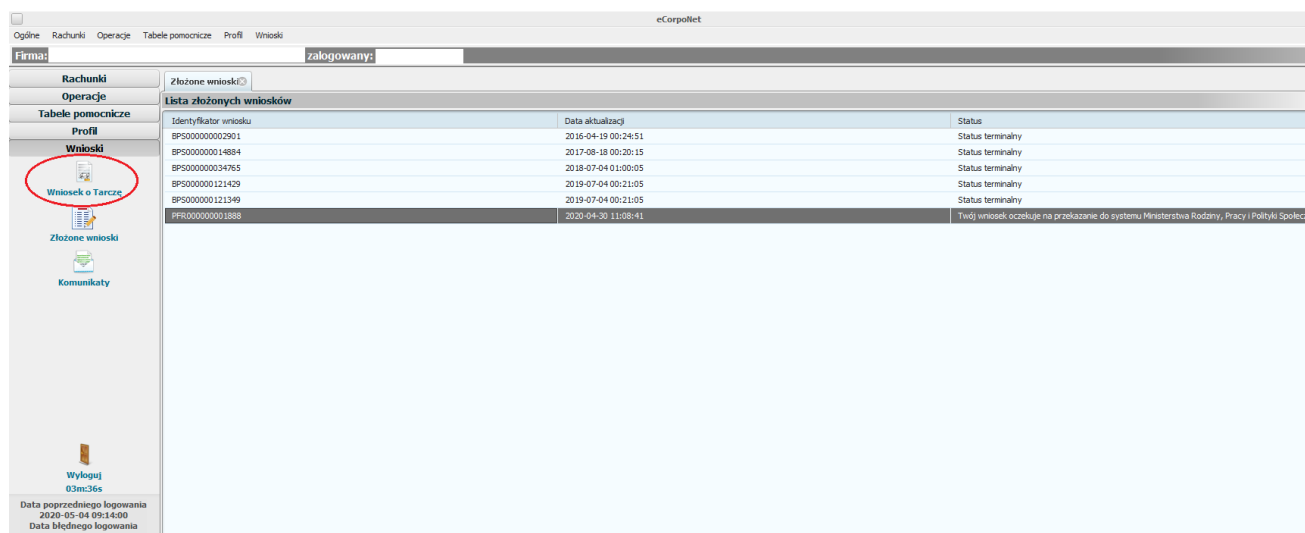 eCorpoNet
Ogólne Rachunki Operacje Tabele pomocnicze Profil Wnioski
Firma: zalogowany:
Rachunki
Operacje
Tabele pomocnicze
Profil
Wnioski
Wniosek o Tarczę
Złożone wnioski
Komunikaty
Wyloguj
03m:36s
Data poprzedniego logowania
2020-05-04 09:14:00
Data błędnego logowania
Złożone wnioski
Lista złożonych wniosków
Identyfikator wniosku Data aktualizacji Status
BPS000000002901 2016-04-19 00:24:51 Status terminalny
BPS000000014884 2017-08-18 00:20:15 Status terminalny
BPS000000034765 2018-07-04 01:00:05 Status terminalny
BPS000000121429 2019-07-04 00:21:05 Status terminalny
BPS000000121349 2019-07-04 00:21:05 Status terminalny
PFR000000001888 2020-04-30 11:08:41 Twój wniosek oczekuje na przekazanie do systemu Ministerstwa Rodziny, Pracy i Polityki Społecz